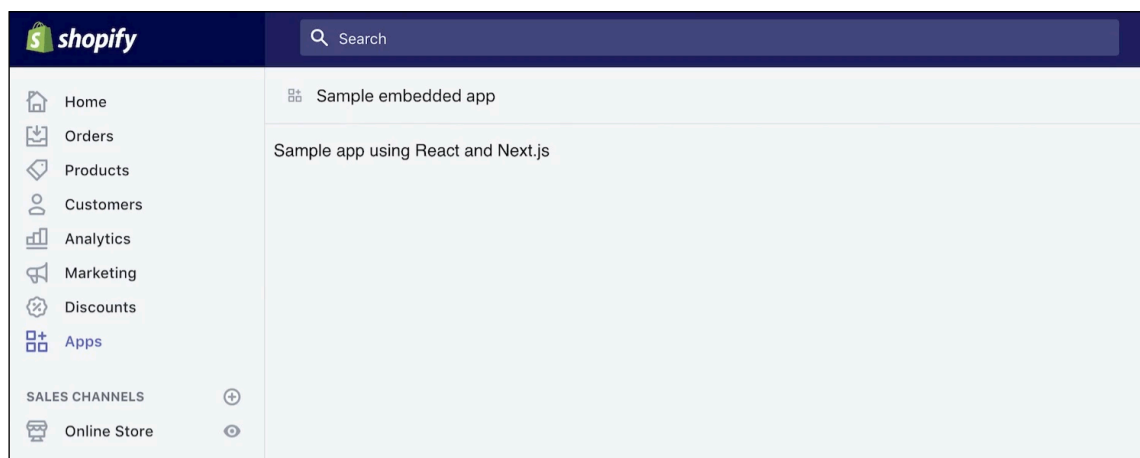 shopify
Search
Home
Orders
Products
Customers
Analytics
Marketing
Discounts
Apps
SALES CHANNELS
Online Store
Sample embedded app
Sample app using React and Next.js